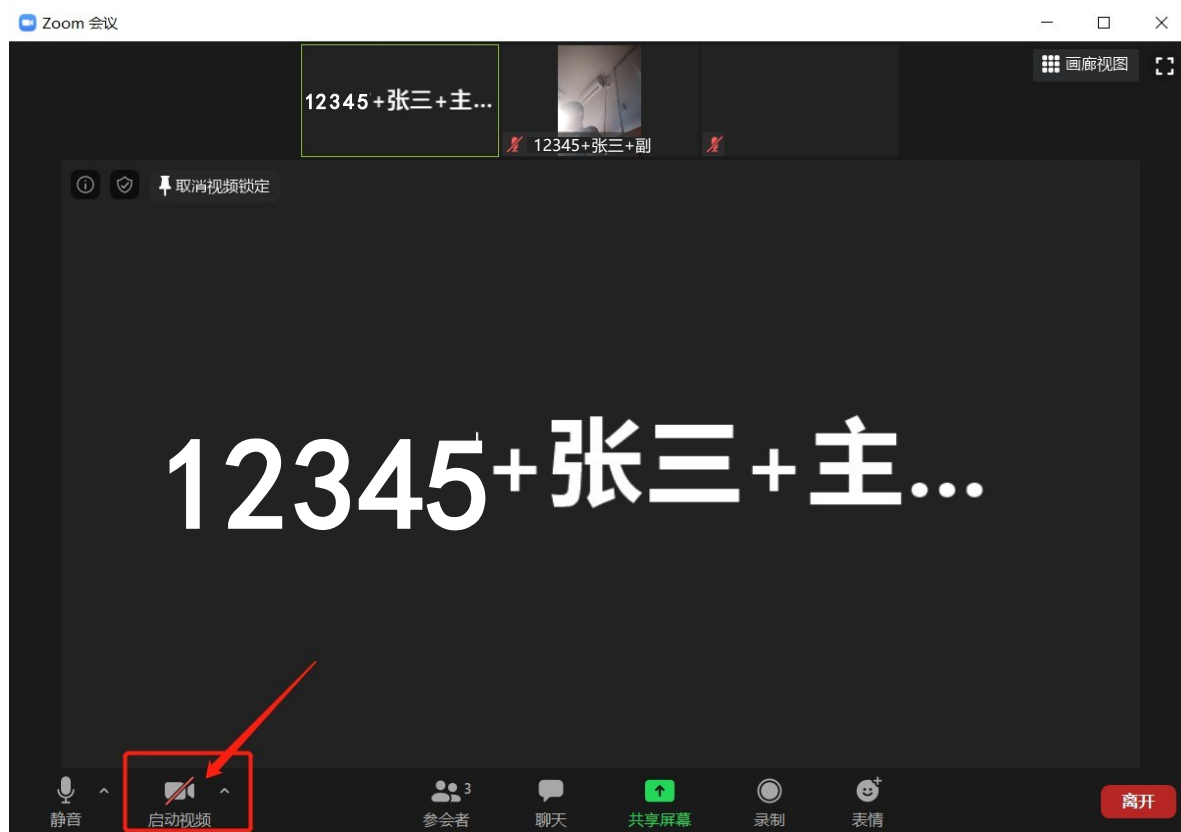 Zoom 会议
画廊视图
12345+张三+主...
12345+张三+副
取消视频锁定
12345+张三+主...
3
静音
启动视频
参会者
聊天
共享屏幕
录制
表情
离开